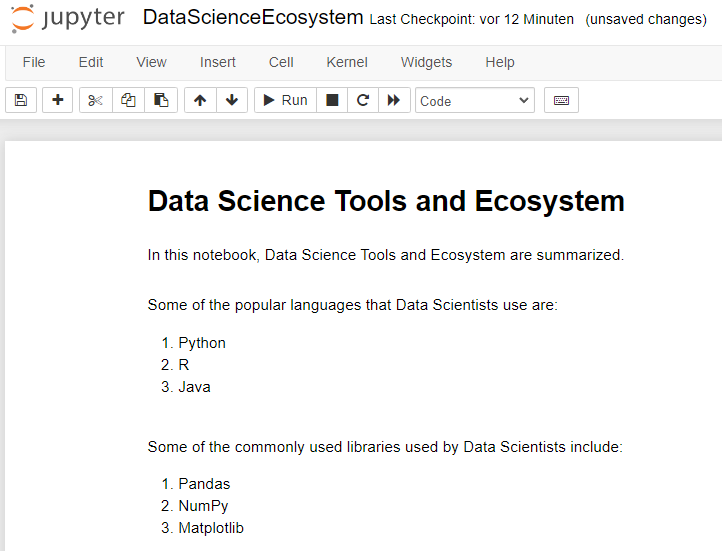 jupyter DataScienceEcosystem Last Checkpoint: vor 12 Minuten (unsaved changes)
File Edit View Insert Cell Kernel Widgets Help
Run Code
Data Science Tools and Ecosystem
In this notebook, Data Science Tools and Ecosystem are summarized.
Some of the popular languages that Data Scientists use are:
1. Python
2. R
3. Java
Some of the commonly used libraries used by Data Scientists include:
1. Pandas
2. NumPy
3. Matplotlib